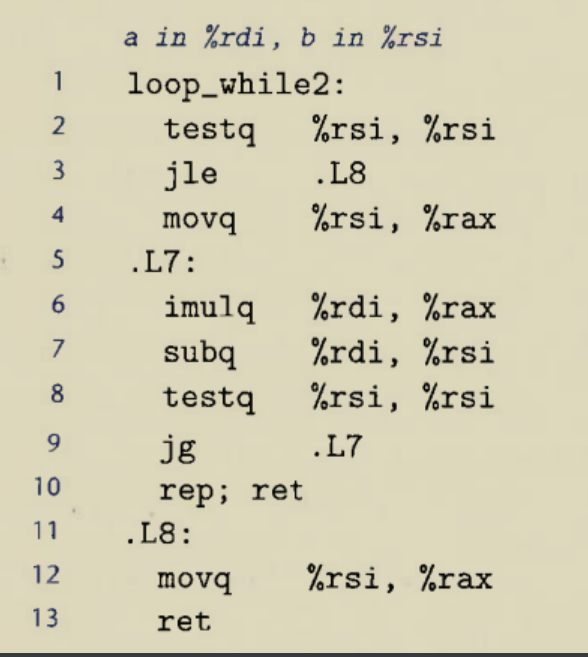 a in %rdi, b in %rsi
1 loop_while2:
2 testq %rsi, %rsi
3 jle .L8
4 movq %rsi, %rax
5 .L7:
6 imulq %rdi, %rax
7 subq %rdi, %rsi
8 testq %rsi, %rsi
9 jg .L7
10 rep; ret
11 .L8:
12 movq %rsi, %rax
13 ret